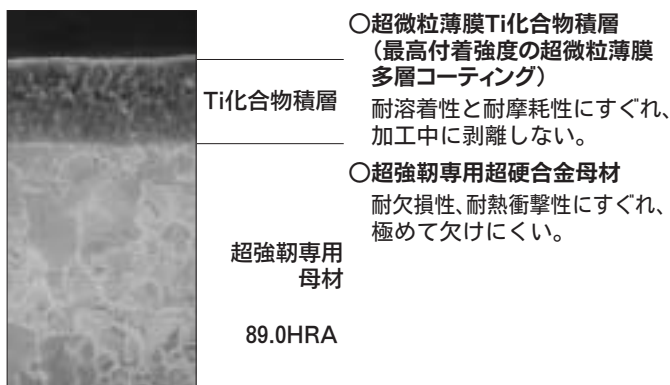 Ti化合物積層
超強靭専用
母材
89.0HRA
○超微粒薄膜Ti化合物積層
（最高付着強度の超微粒薄膜
多層コーティング）
耐溶着性と耐摩耗性にすぐれ、
加工中に剥離しない。
○超強靭専用超硬合金母材
耐欠損性、耐熱衝撃性にすぐれ、
極めて欠けにくい。